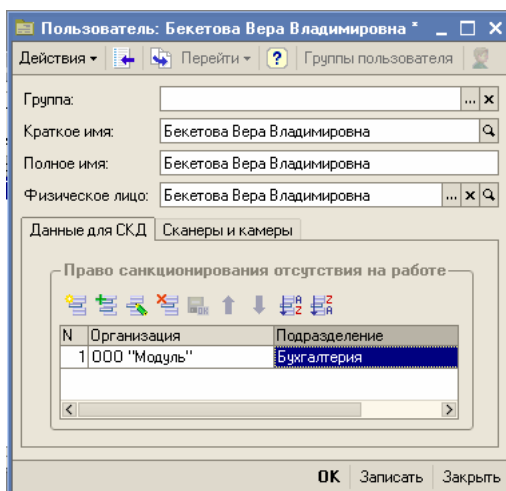 Пользователь: Бекетова Вера Владимировна *
Действия Перейти Группы пользователя
Группа:
Краткое имя: Бекетова Вера Владимировна
Полное имя: Бекетова Вера Владимировна
Физическое лицо: Бекетова Вера Владимировна
Данные для СКД Сканеры и камеры
Право санкционирования отсутствия на работе
N Организация Подразделение
1 ООО "Модуль" Бухгалтерия
OK Записать Закрыть